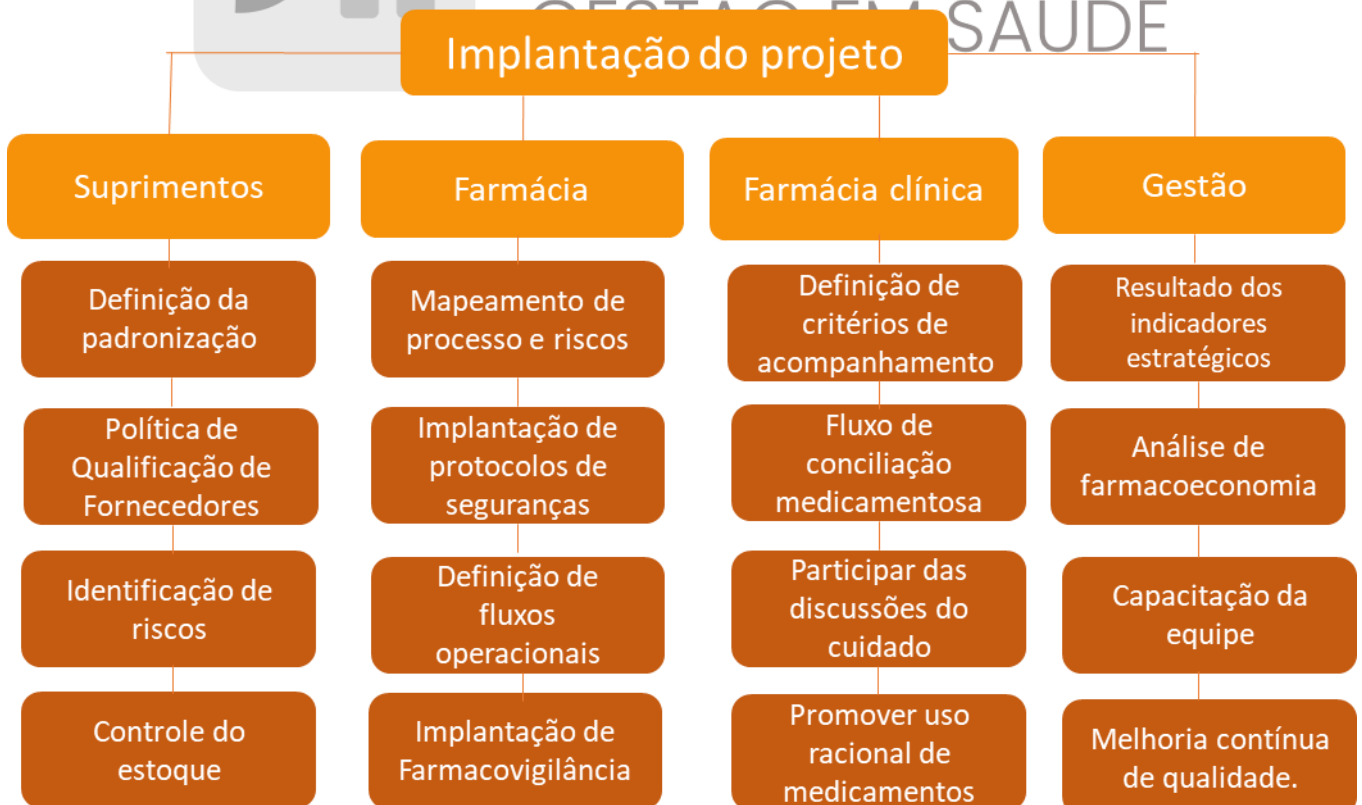 GESTÃO EM SAÚDE
Implantação do projeto
Suprimentos
Definição da
padronização
Política de
Qualificação de
Fornecedores
Identificação de
riscos
Controle do
estoque
Farmácia
Mapeamento de
processo e riscos
Implantação de
protocolos de
seguranças
Definição de
fluxos
operacionais
Implantação de
Farmacovigilância
Farmácia clínica
Definição de
critérios de
acompanhamento
Fluxo de
conciliação
medicamentosa
Participar das
discussões do
cuidado
Promover uso
racional de
medicamentos
Gestão
Resultado dos
indicadores
estratégicos
Análise de
farmacoeconomia
Capacitação da
equipe
Melhoria contínua
de qualidade.